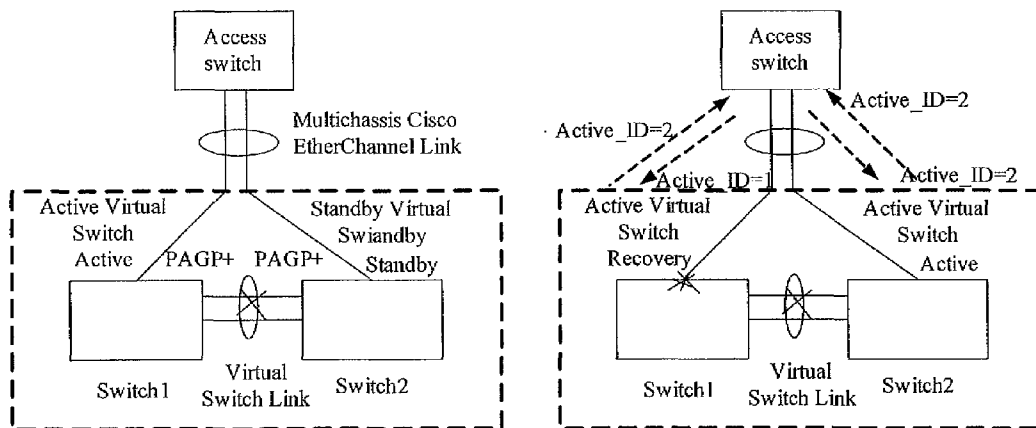 Access
switch
Multichassis Cisco
EtherChannel Link
Active Virtual
Switch
Active
Standby Virtual
Swiandby
Standby
PAGP+ PAGP+
Switch1
Virtual
Switch Link
Switch2
Access
switch
Active_ID=2
Active_ID=2
Active_ID=1
Active_ID=2
Active Virtual
Switch
Recovery
Active Virtual
Switch
Active
Switch1
Virtual
Switch Link
Switch2